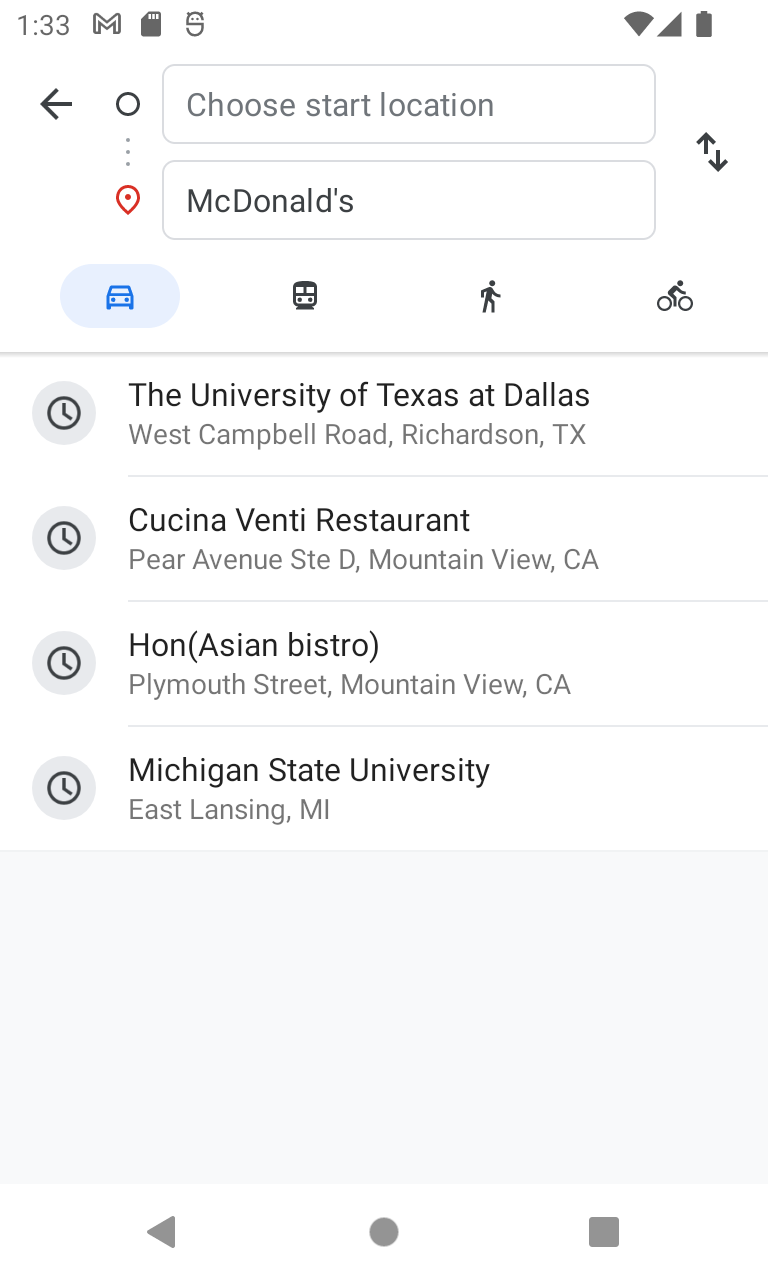 1:33
Choose start location
McDonald's
The University of Texas at Dallas
West Campbell Road, Richardson, TX
Cucina Venti Restaurant
Pear Avenue Ste D, Mountain View, CA
Hon(Asian bistro)
Plymouth Street, Mountain View, CA
Michigan State University
East Lansing, MI